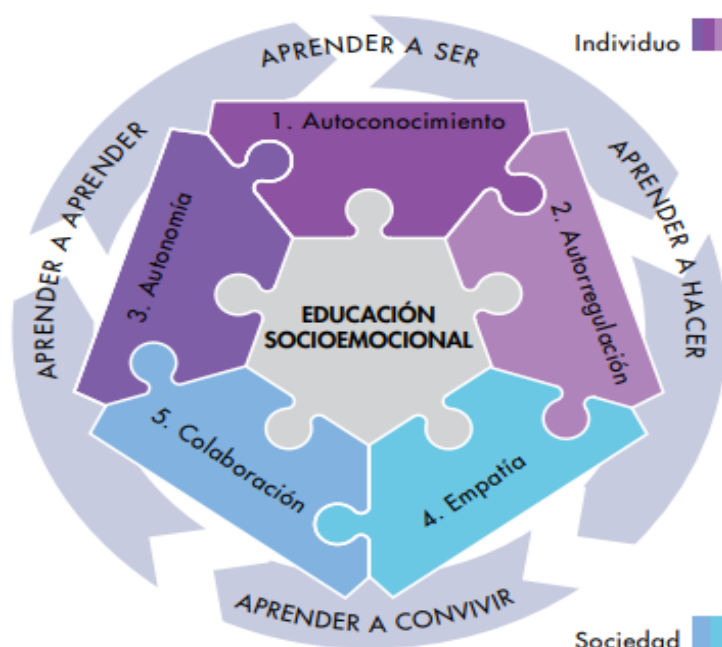 APRENDER A SER
Individuo
1. Autoconocimiento
APRENDER A APRENDER
APRENDER A HACER
3. Autonomía
2. Autorregulación
EDUCACIÓN
SOCIOEMOCIONAL
5. Colaboración
4. Empatía
APRENDER A CONVIVIR
Sociedad